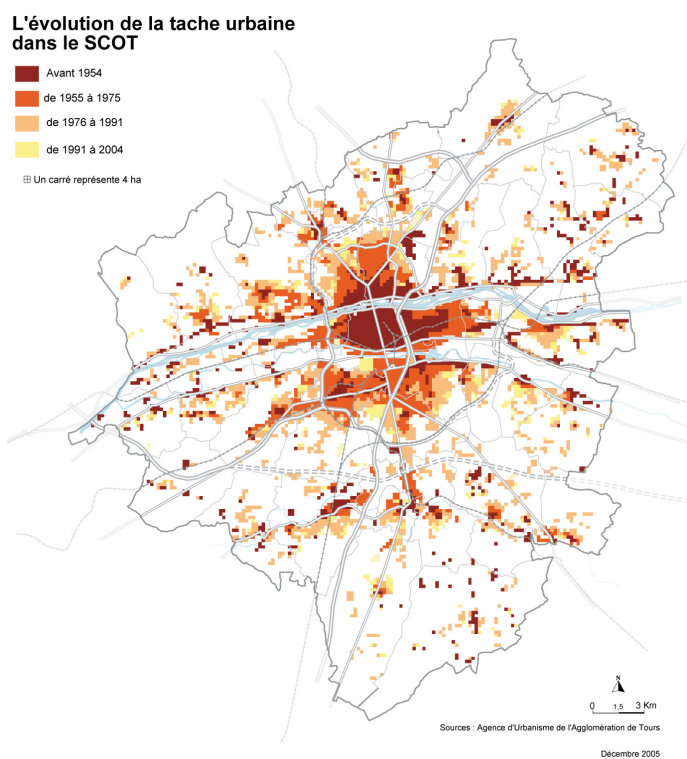 L'évolution de la tache urbaine
dans le SCOT
Avant 1954
de 1955 à 1975
de 1976 à 1991
de 1991 à 2004
Un carré représente 4 ha
N
0 1,5 3 Km
Sources : Agence d'Urbanisme de l'Agglomération de Tours
Décembre 2005